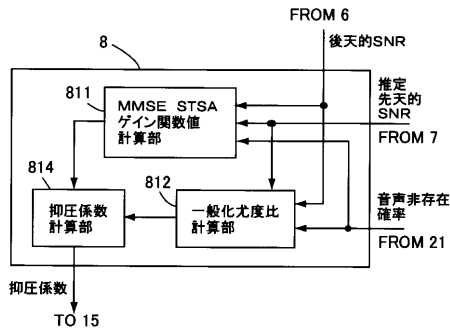 FROM 6
後天的SNR
8
811
MMSE STSA
ゲイン関数値
計算部
推定
先天的
SNR
FROM 7
814
812
抑圧係数
計算部
一般化尤度比
計算部
音声非存在
確率
FROM 21
抑圧係数
TO 15